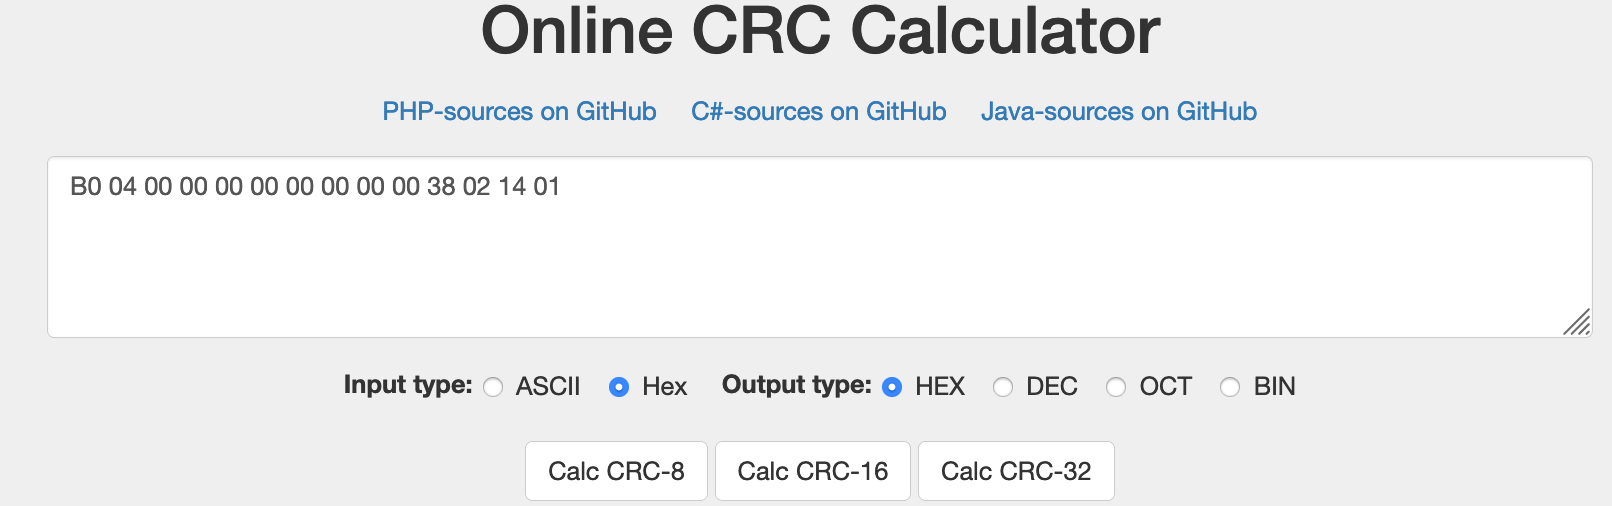 Online CRC Calculator
PHP-sources on GitHub C#-sources on GitHub Java-sources on GitHub
B0 04 00 00 00 00 00 00 00 00 38 02 14 01
Input type: ASCII Hex Output type: HEX DEC OCT BIN
Calc CRC-8 Calc CRC-16 Calc CRC-32